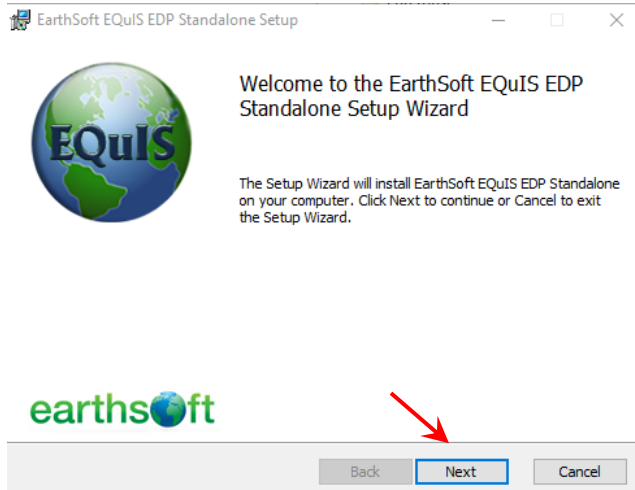 EarthSoft EQuIS EDP Standalone Setup
EQuIS
Welcome to the EarthSoft EQuIS EDP
Standalone Setup Wizard
The Setup Wizard will install EarthSoft EQuIS EDP Standalone
on your computer. Click Next to continue or Cancel to exit
the Setup Wizard.
earthsoft
Back Next Cancel